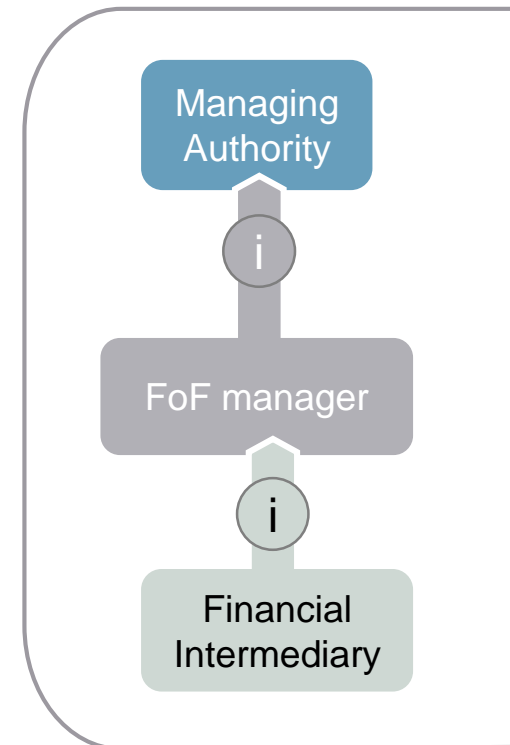 Managing
Authority
i
FoF manager
i
Financial
Intermediary